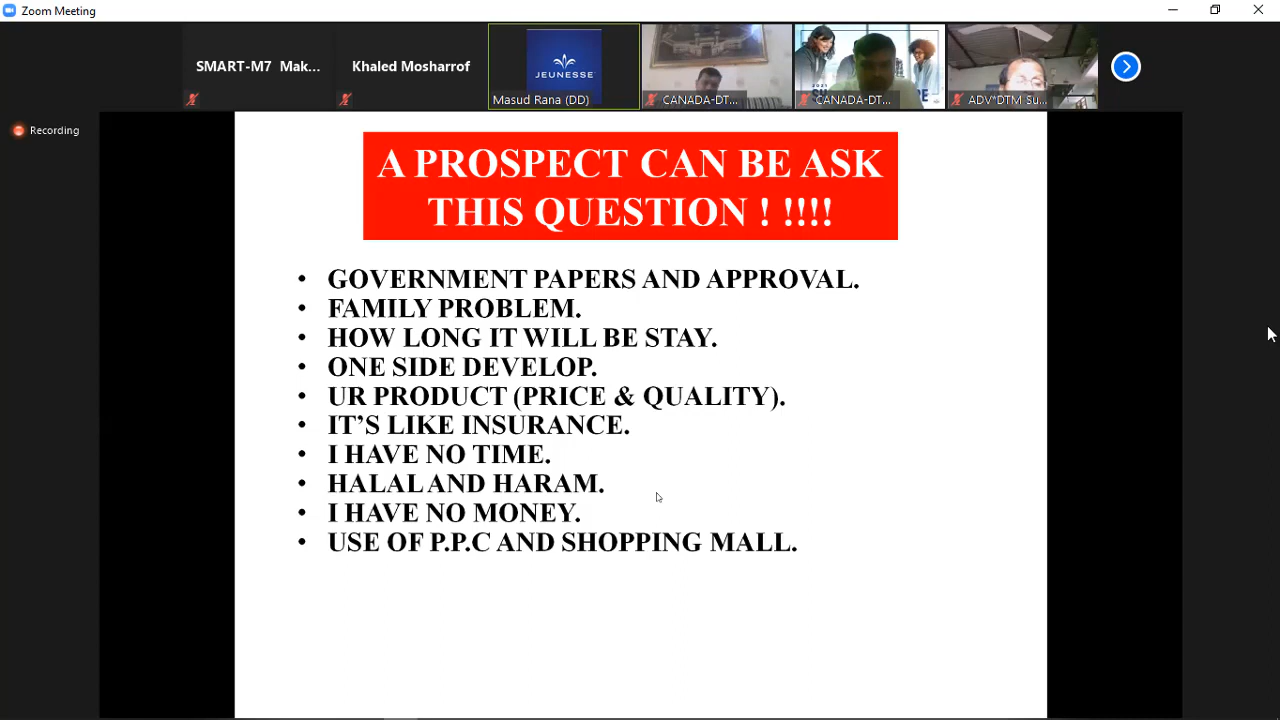 Zoom Meeting
SMART-M7 Mak...
Khaled Mosharrof
JEUNESSE
Masud Rana (DD)
CANADA-DT...
2021
CANADA-DT...
ADV*DTM Su...
Recording
A PROSPECT CAN BE ASK
THIS QUESTION ! !!!!
• GOVERNMENT PAPERS AND APPROVAL.
• FAMILY PROBLEM.
• HOW LONG IT WILL BE STAY.
• ONE SIDE DEVELOP.
• UR PRODUCT (PRICE & QUALITY).
• IT’S LIKE INSURANCE.
• I HAVE NO TIME.
• HALAL AND HARAM.
• I HAVE NO MONEY.
• USE OF P.P.C AND SHOPPING MALL.